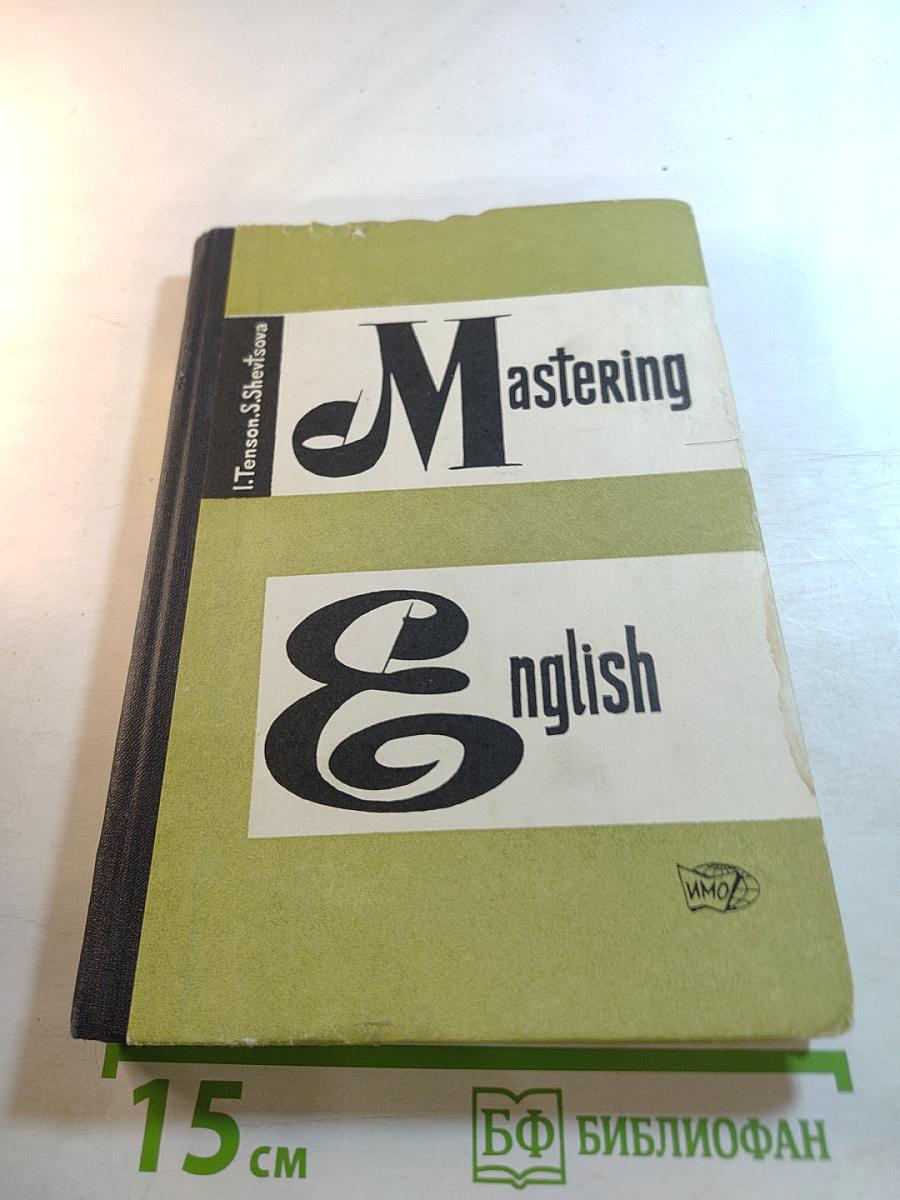 I.Tenson.S.Shevtsova
Mastering
English
ИМО
15 см
БФ БИБЛИОФАН